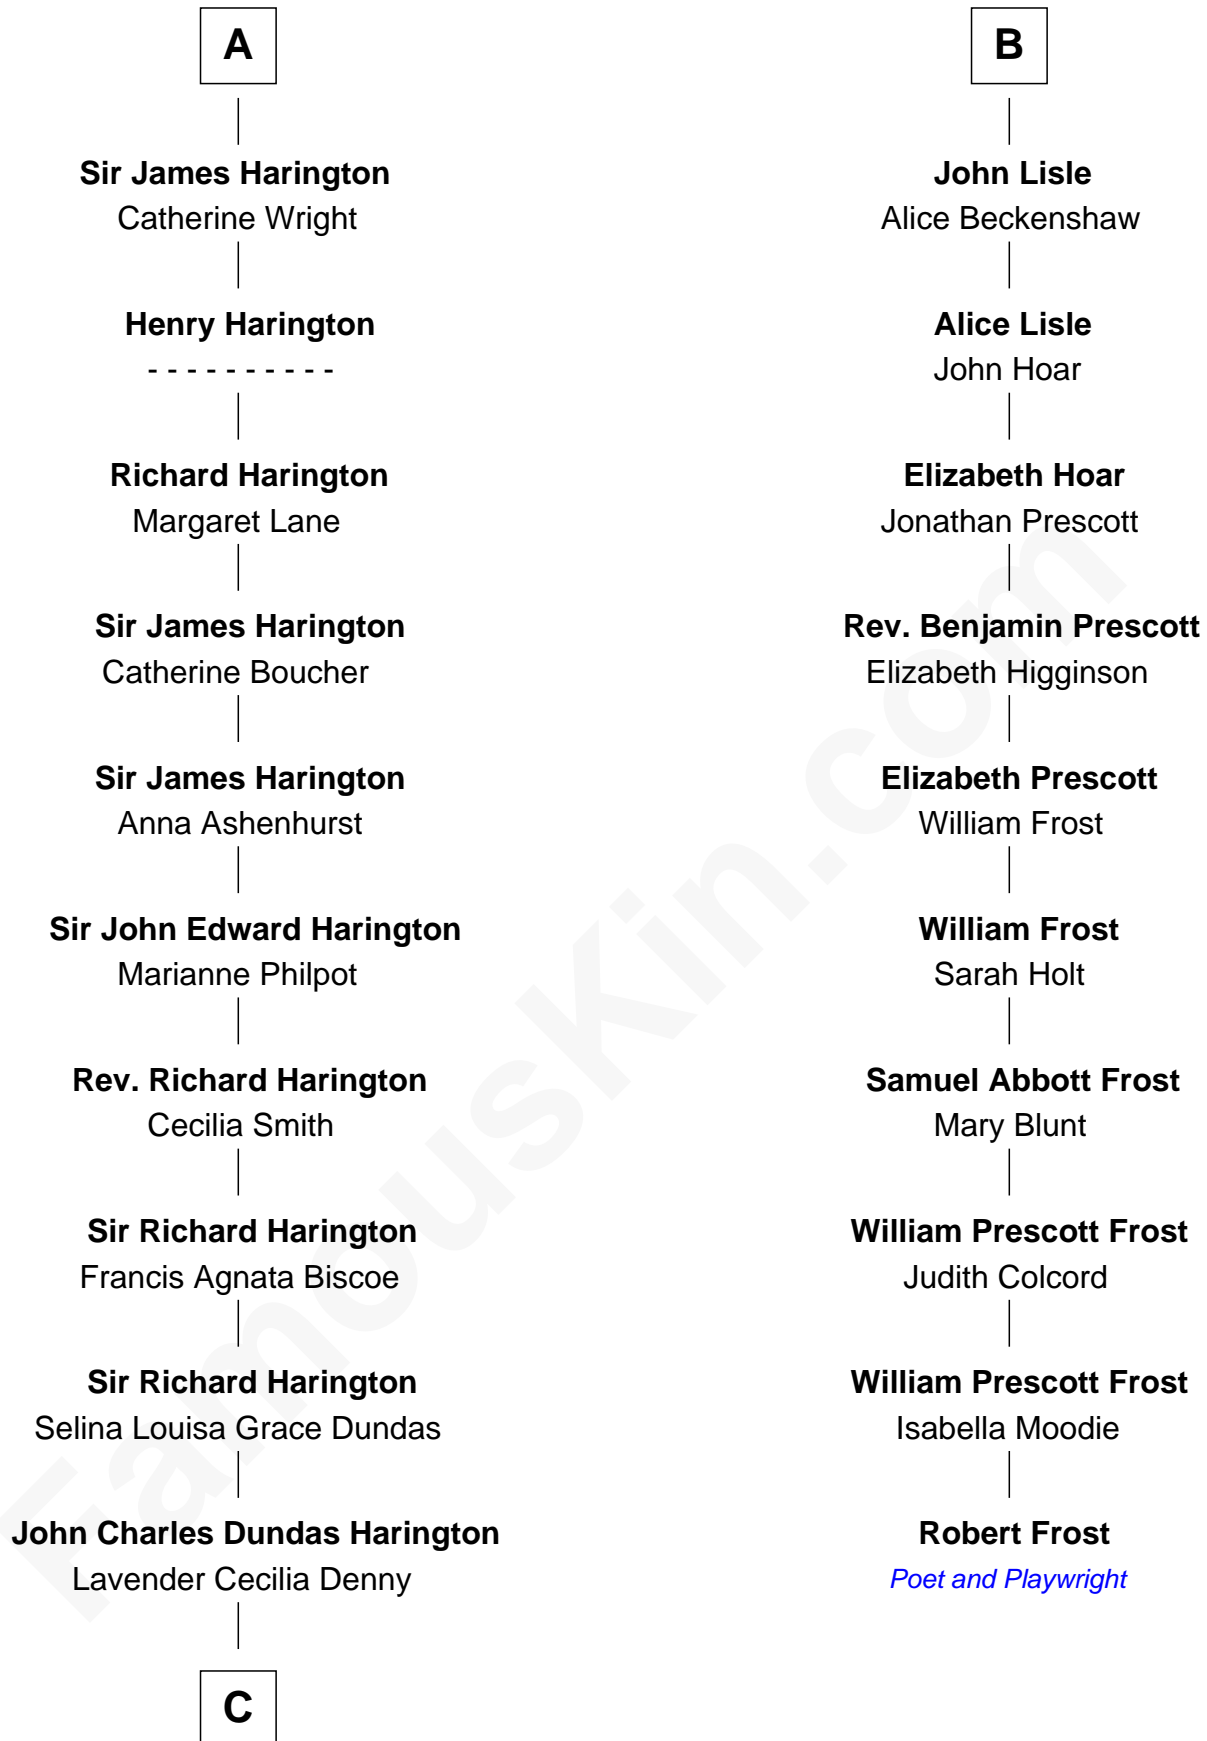 A
Sir James Harington
Catherine Wright
Henry Harington
- - - - - - - - - -
Richard Harington
Margaret Lane
Sir James Harington
Catherine Boucher
Sir James Harington
Anna Ashenhurst
Sir John Edward Harington
Marianne Philpot
Rev. Richard Harington
Cecilia Smith
Sir Richard Harington
Francis Agnata Biscoe
Sir Richard Harington
Selina Louisa Grace Dundas
John Charles Dundas Harington
Lavender Cecilia Denny
C
B
John Lisle
Alice Beckenshaw
Alice Lisle
John Hoar
Elizabeth Hoar
Jonathan Prescott
Rev. Benjamin Prescott
Elizabeth Higginson
Elizabeth Prescott
William Frost
William Frost
Sarah Holt
Samuel Abbott Frost
Mary Blunt
William Prescott Frost
Judith Colcord
William Prescott Frost
Isabella Moodie
Robert Frost
Poet and Playwright
FamousKin.com